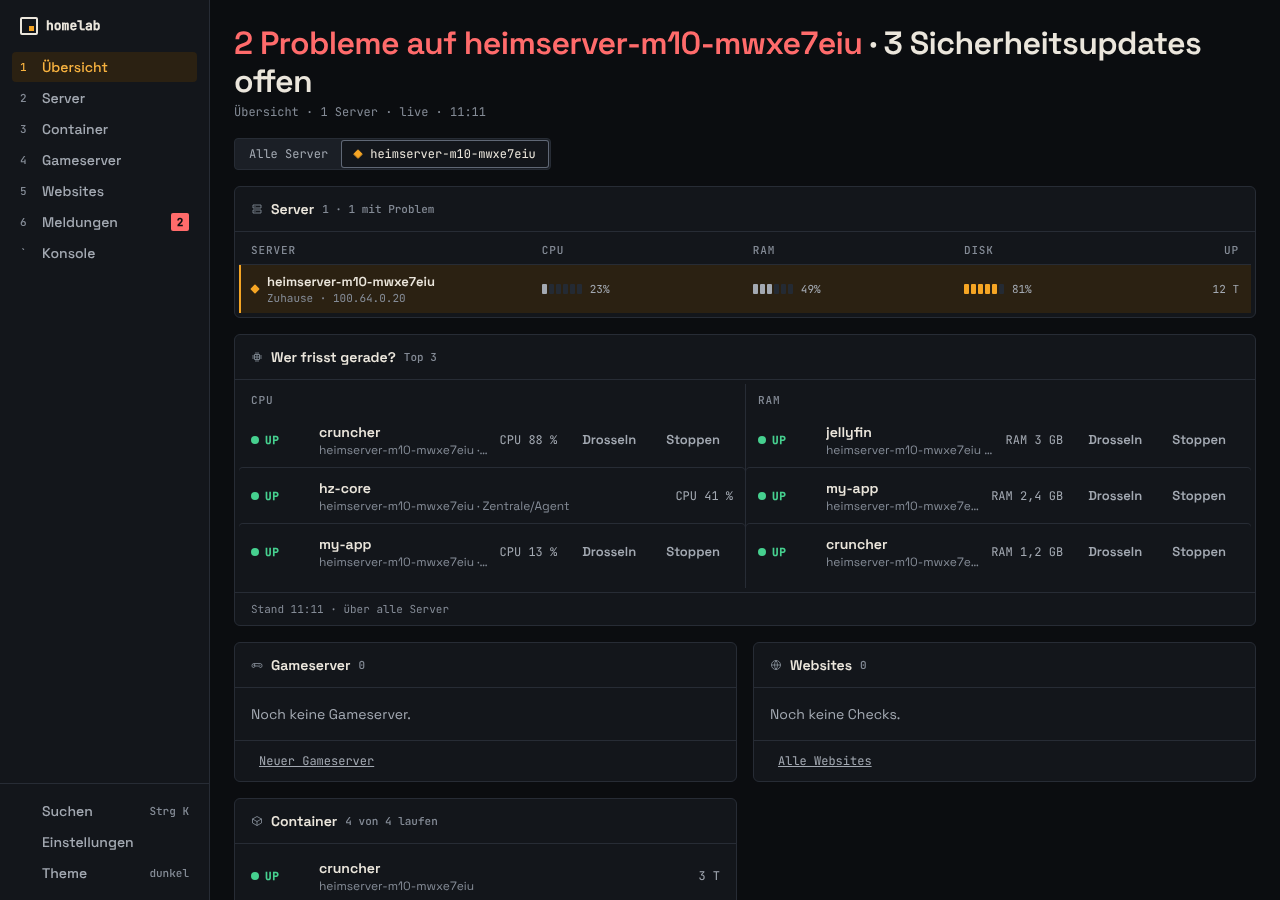 homelab
1 Übersicht
2 Server
3 Container
4 Gameserver
5 Websites
6 Meldungen 2
` Konsole
Suchen Strg K
Einstellungen
Theme dunkel
2 Probleme auf heimserver-m10-mwxe7eiu · 3 Sicherheitsupdates
offen
Übersicht · 1 Server · live · 11:11
Alle Server heimserver-m10-mwxe7eiu
Server 1 · 1 mit Problem
SERVER CPU RAM DISK UP
heimserver-m10-mwxe7eiu 23% 49% 81% 12 T
Zuhause · 100.64.0.20
Wer frisst gerade? Top 3
CPU
UP cruncher CPU 88 % Drosseln Stoppen
heimserver-m10-mwxe7eiu ·…
UP hz-core CPU 41 %
heimserver-m10-mwxe7eiu · Zentrale/Agent
UP my-app CPU 13 % Drosseln Stoppen
heimserver-m10-mwxe7eiu ·…
RAM
UP jellyfin RAM 3 GB Drosseln Stoppen
heimserver-m10-mwxe7eiu …
UP my-app RAM 2,4 GB Drosseln Stoppen
heimserver-m10-mwxe7e…
UP cruncher RAM 1,2 GB Drosseln Stoppen
heimserver-m10-mwxe7e…
Stand 11:11 · über alle Server
Gameserver 0
Noch keine Gameserver.
Neuer Gameserver
Websites 0
Noch keine Checks.
Alle Websites
Container 4 von 4 laufen
UP cruncher 3 T
heimserver-m10-mwxe7eiu